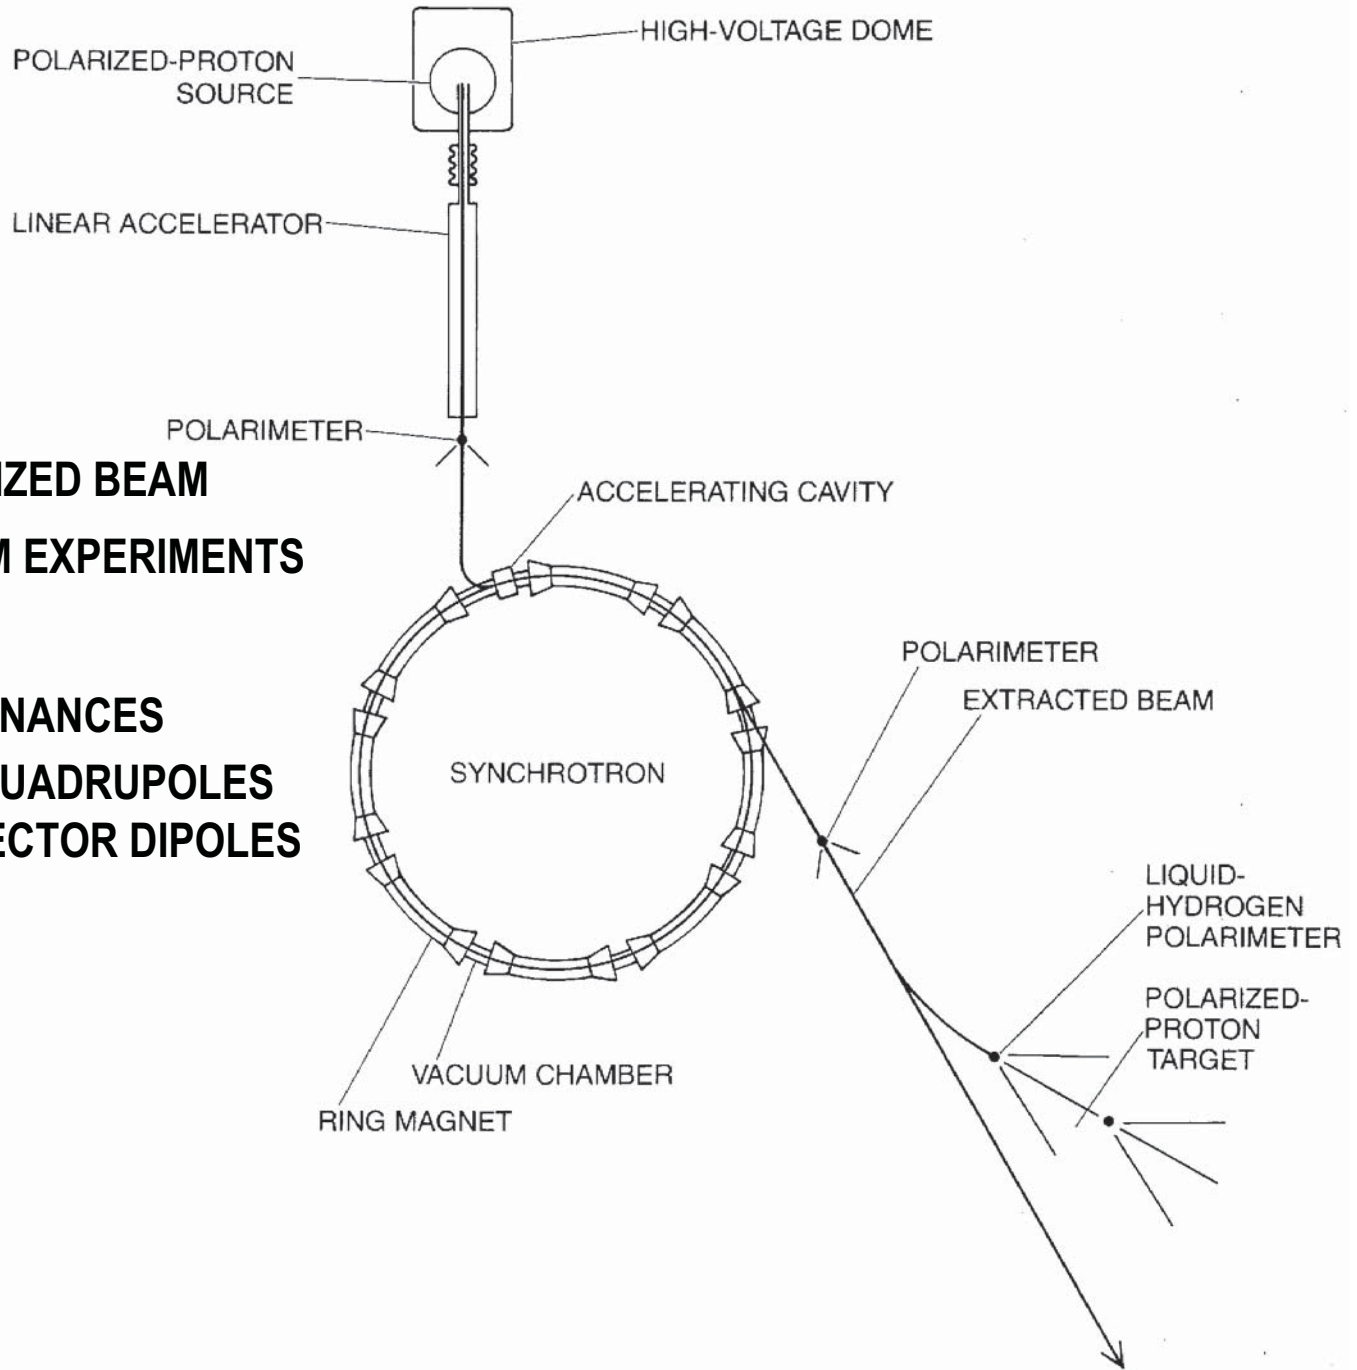 HIGH-VOLTAGE DOME
POLARIZED-PROTON
SOURCE
LINEAR ACCELERATOR
POLARIMETER
IZED BEAM
ACCELERATING CAVITY
M EXPERIMENTS
POLARIMETER
EXTRACTED BEAM
NANCES
SYNCHROTRON
UADRUPOLES
ECTOR DIPOLES
LIQUID-
HYDROGEN
POLARIMETER
POLARIZED-
PROTON
TARGET
VACUUM CHAMBER
RING MAGNET